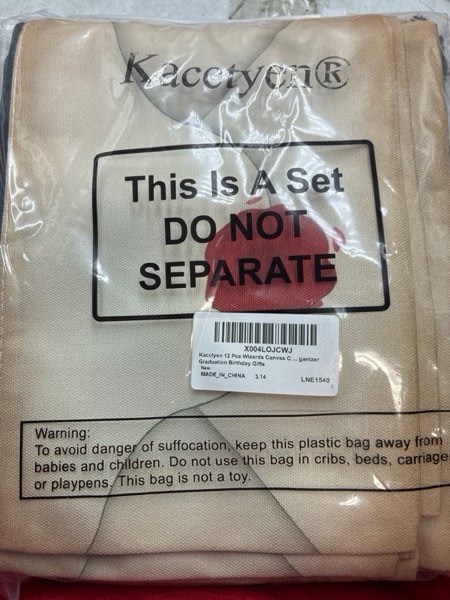 Kacctyen®
This Is A Set
DO NOT
SEPARATE
X004LOJCWJ
Kacctyen 12 Pcs Wizards Canvas C ... ganizer
Graduation Birthday Gifts
New
MADE_IN_CHINA 3.14
LNE1540
Warning:
To avoid danger of suffocation, keep this plastic bag away from
babies and children. Do not use this bag in cribs, beds, carriage
or playpens. This bag is not a toy.